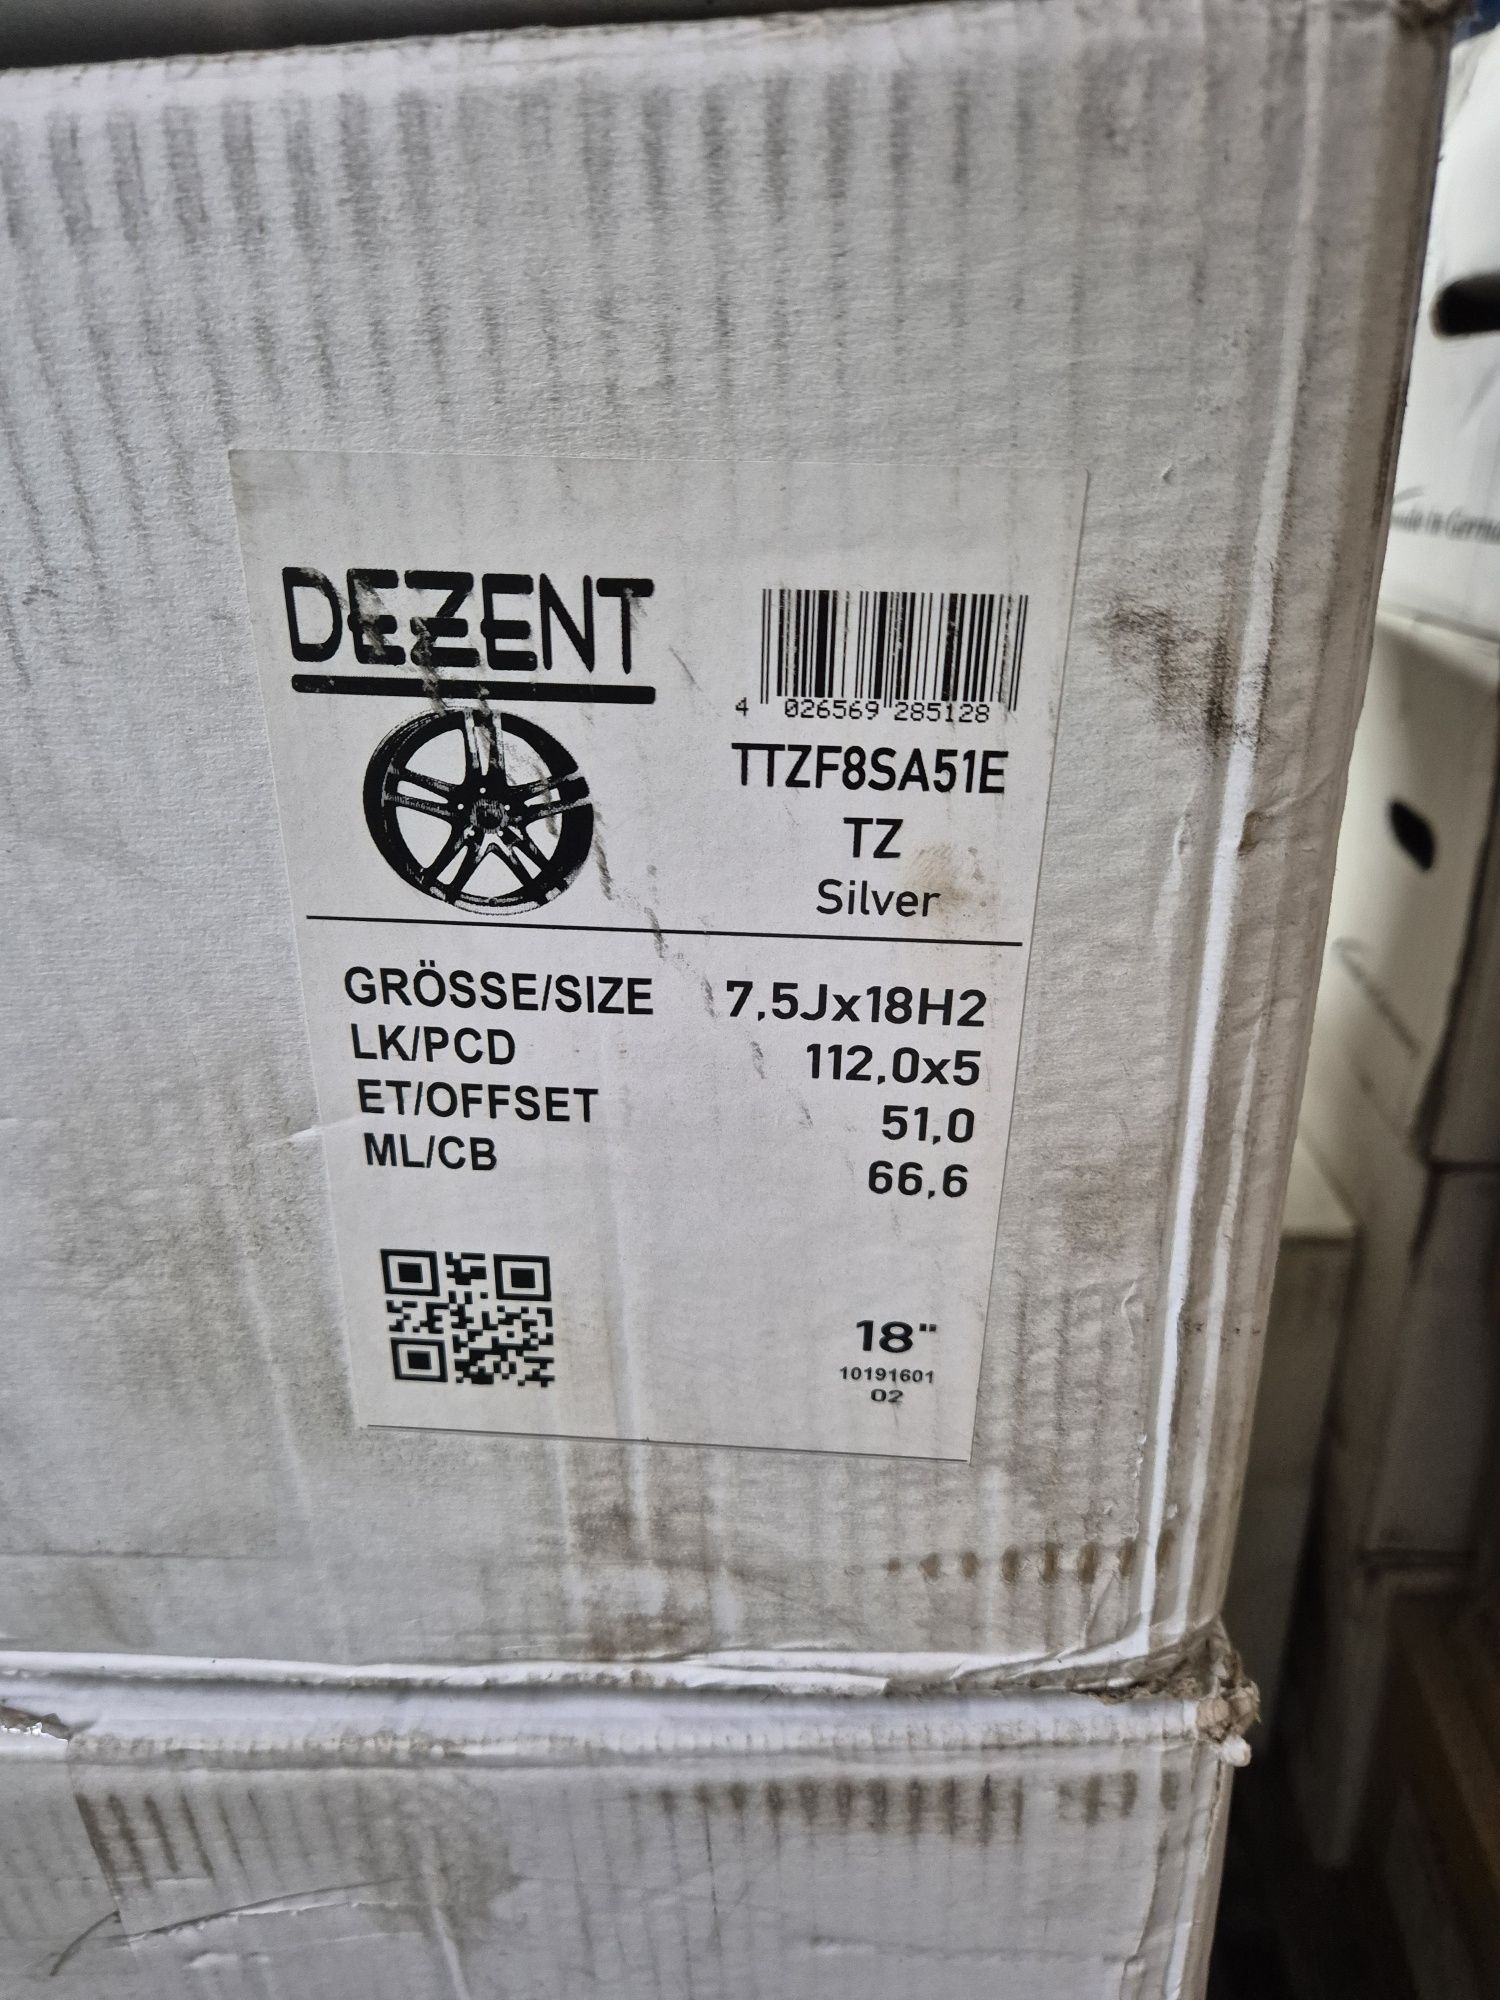 DEZENT
4 026569 285128
TTZF8SA51E
TZ
Silver
GRÖSSE/SIZE 7,5Jx18H2
LK/PCD 112,0x5
ET/OFFSET 51,0
ML/CB 66,6
18"
10191601
02
in